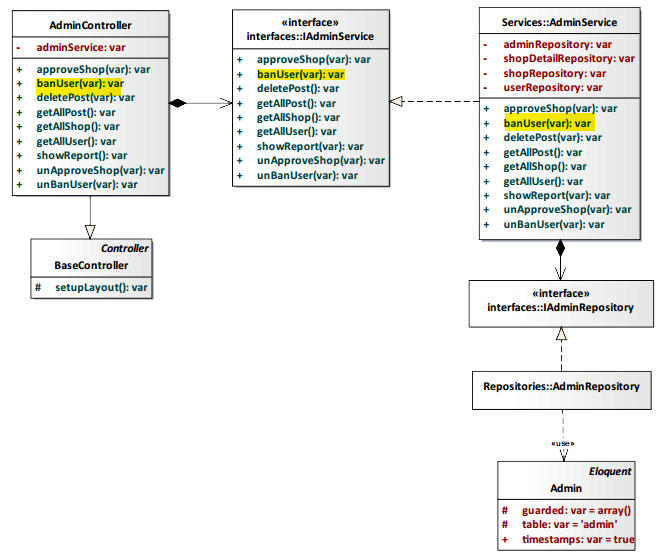 AdminController
- adminService: var
+ approveShop(var): var
+ banUser(var): var
+ deletePost(var): var
+ getAllPost(): var
+ getAllShop(): var
+ getAllUser(): var
+ showReport(): var
+ unApproveShop(var): var
+ unBanUser(var): var
«interface»
interfaces::IAdminService
+ approveShop(var): var
+ banUser(var): var
+ deletePost(): var
+ getAllPost(): var
+ getAllShop(): var
+ getAllUser(): var
+ showReport(var): var
+ unApproveShop(var): var
+ unBanUser(var): var
Services::AdminService
- adminRepository: var
- shopDetailRepository: var
- shopRepository: var
- userRepository: var
+ approveShop(var): var
+ banUser(var): var
+ deletePost(var): var
+ getAllPost(): var
+ getAllShop(): var
+ getAllUser(): var
+ showReport(var): var
+ unApproveShop(var): var
+ unBanUser(var): var
Controller
BaseController
# setupLayout(): var
«interface»
interfaces::IAdminRepository
Repositories::AdminRepository
«use»
Eloquent
Admin
# guarded: var = array()
# table: var = 'admin'
+ timestamps: var = true